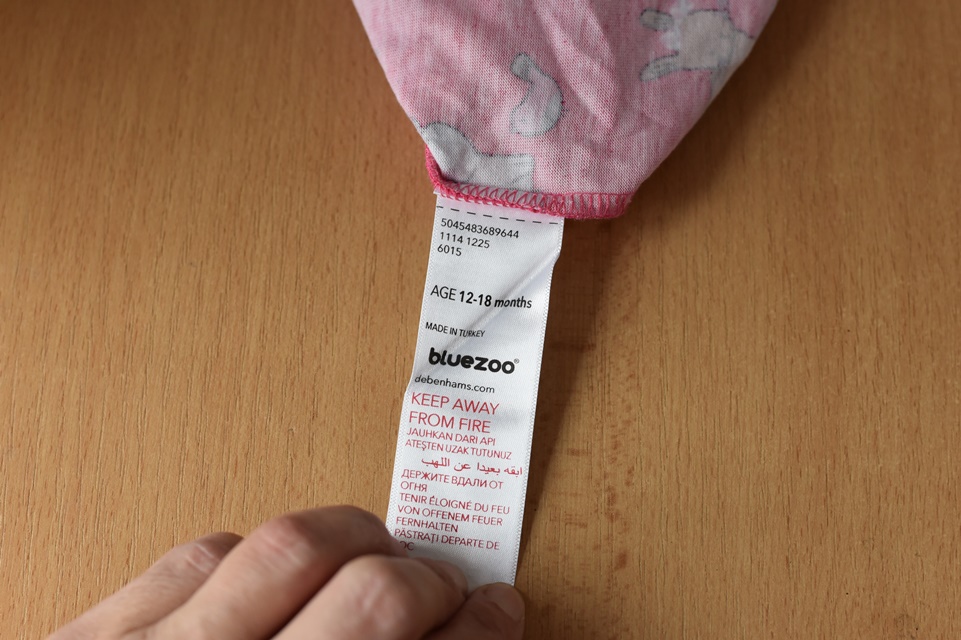 5045483689644
1114 1225
6015
AGE 12-18 months
MADE IN TURKEY
bluezoo®
debenhams.com
KEEP AWAY
FROM FIRE
JAUHKAN DARI API
ATEŞTEN UZAK TUTUNUZ
ابقه بعيدا عن اللهب
ДЕРЖИТЕ ВДАЛИ ОТ
ОГНЯ
TENIR ÉLOIGNÉ DU FEU
VON OFFENEM FEUER
FERNHALTEN
PĂSTRAȚI DEPARTE DE